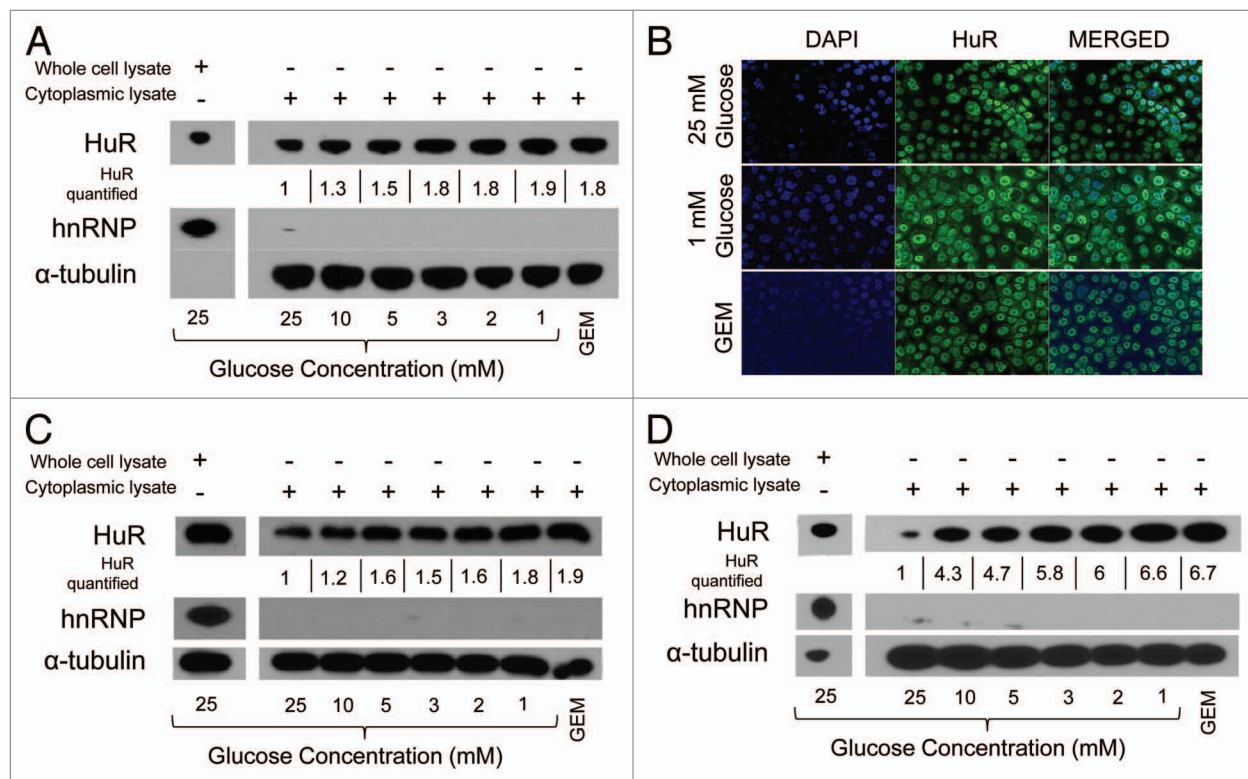 A
Whole cell lysate + - - - - - - -
Cytoplasmic lysate - + + + + + + +
HuR
HuR quantified 1 1.3 1.5 1.8 1.8 1.9 1.8
hnRNP
α-tubulin
25 25 10 5 3 2 1 GEM
Glucose Concentration (mM)
B
DAPI HuR MERGED
25 mM Glucose
1 mM Glucose
GEM
C
Whole cell lysate + - - - - - - -
Cytoplasmic lysate - + + + + + + +
HuR
HuR quantified 1 1.2 1.6 1.5 1.6 1.8 1.9
hnRNP
α-tubulin
25 25 10 5 3 2 1 GEM
Glucose Concentration (mM)
D
Whole cell lysate + - - - - - - -
Cytoplasmic lysate - + + + + + + +
HuR
HuR quantified 1 4.3 4.7 5.8 6 6.6 6.7
hnRNP
α-tubulin
25 25 10 5 3 2 1 GEM
Glucose Concentration (mM)